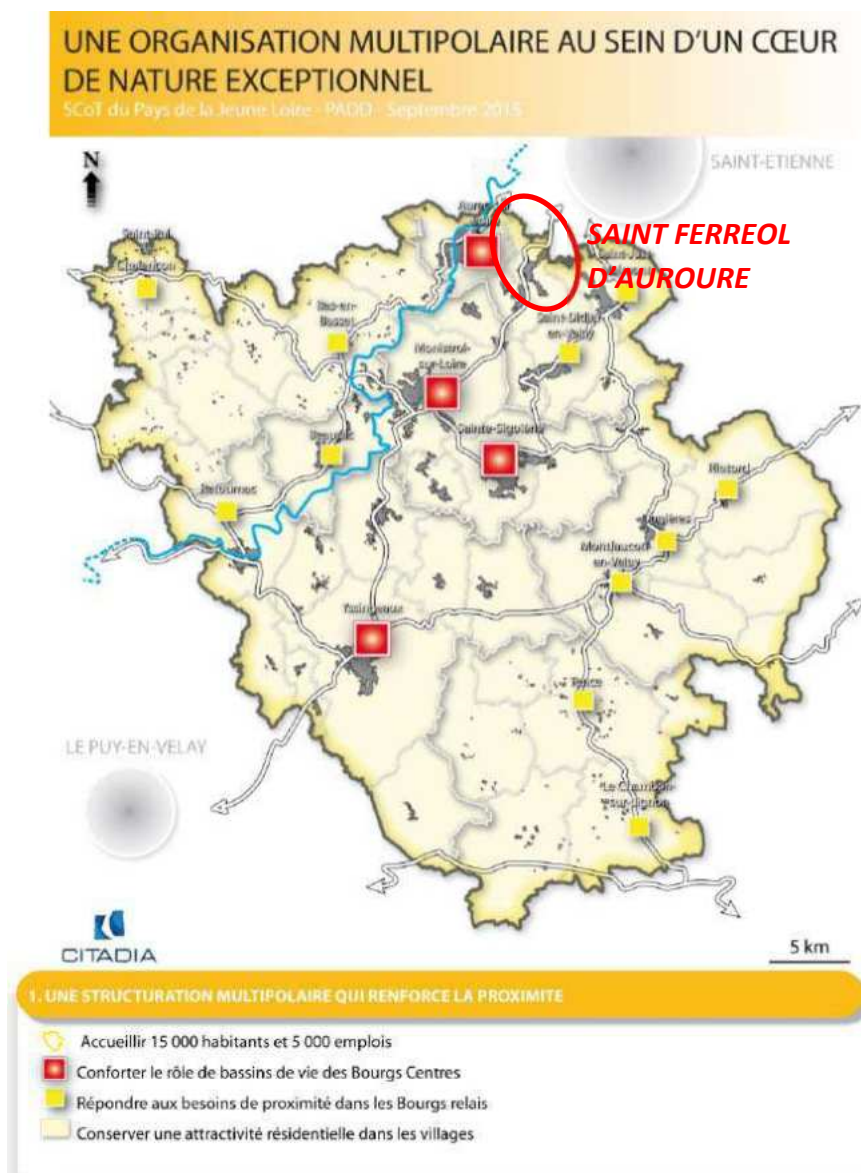 UNE ORGANISATION MULTIPOLAIRE AU SEIN D'UN CŒUR
DE NATURE EXCEPTIONNEL
SCoT du Pays de la Jeune Loire - PADD - Septembre 2015
N
SAINT-ETIENNE
SAINT FERREOL
D'AUROURE
Bas-en-
Basset
Saint-Didier
en-Velay
Monistrol-
sur-Loire
Sainte-Sigolène
Retournac
Riotord
Montfaucon-
en-Velay
Yssingeaux
Tence
LE PUY-EN-VELAY
Le Chambon-
sur-Lignon
CITADIA
5 km
1. UNE STRUCTURATION MULTIPOLAIRE QUI RENFORCE LA PROXIMITE
Accueillir 15 000 habitants et 5 000 emplois
Conforter le rôle de bassins de vie des Bourgs Centres
Répondre aux besoins de proximité dans les Bourgs relais
Conserver une attractivité résidentielle dans les villages